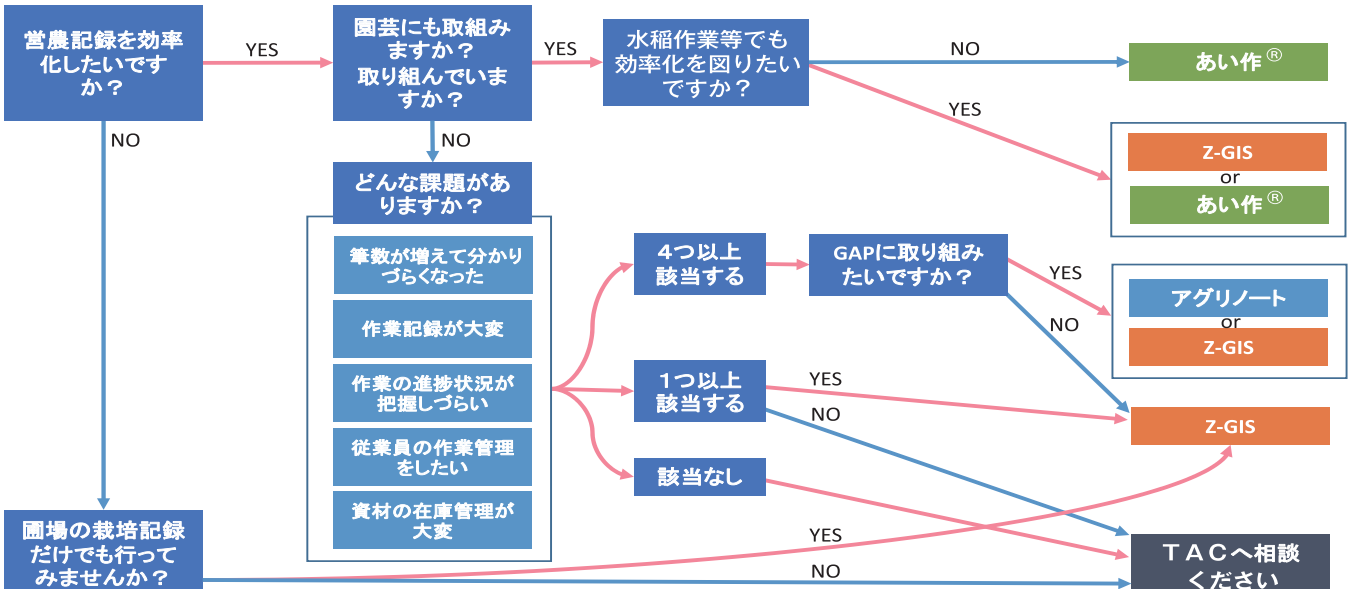 営農記録を効率
化したいです
か？
YES
園芸にも取組み
ますか？
取り組んでいま
すか？
YES
水稲作業等でも
効率化を図りたい
ですか？
NO
あい作®
YES
Z-GIS
or
あい作®
NO
NO
どんな課題があ
りますか？
筆数が増えて分かり
づらくなった
作業記録が大変
作業の進捗状況が
把握しづらい
従業員の作業管理
をしたい
資材の在庫管理が
大変
４つ以上
該当する
GAPに取り組み
たいですか？
YES
アグリノート
or
Z-GIS
NO
１つ以上
該当する
YES
Z-GIS
NO
該当なし
圃場の栽培記録
だけでも行って
みませんか？
YES
NO
ＴＡＣへ相談
ください